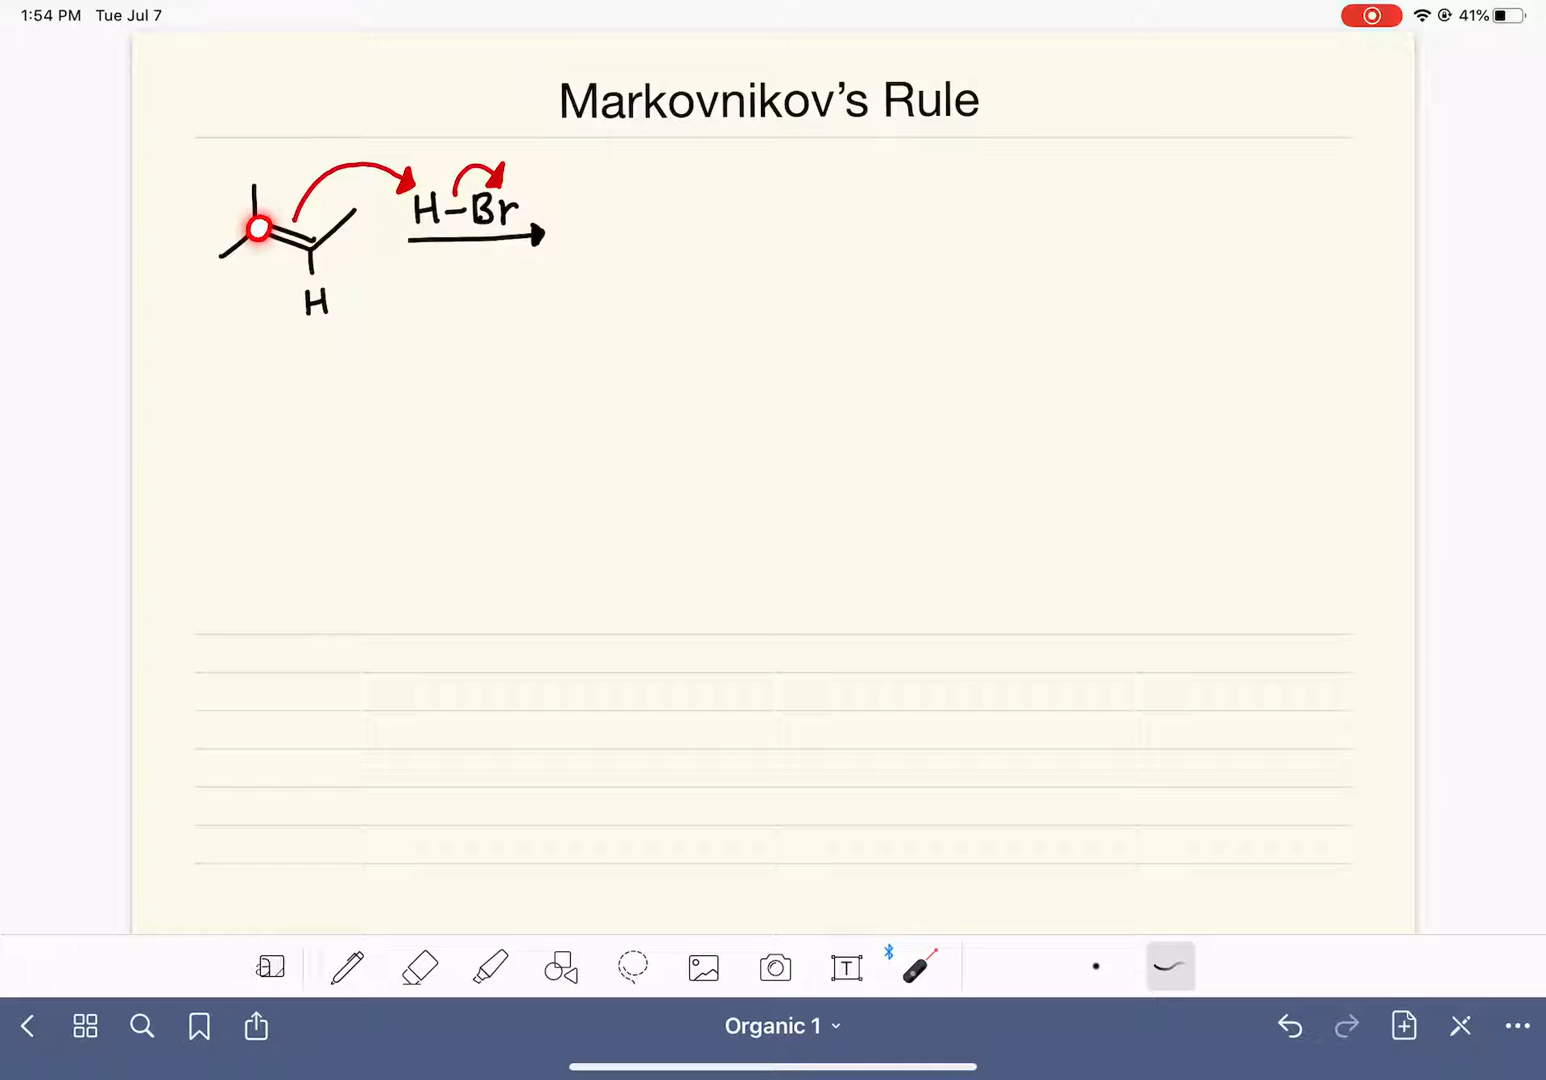 1:54 PM Tue Jul 7
41%
Markovnikov’s Rule
H-Br
H
T
Organic 1